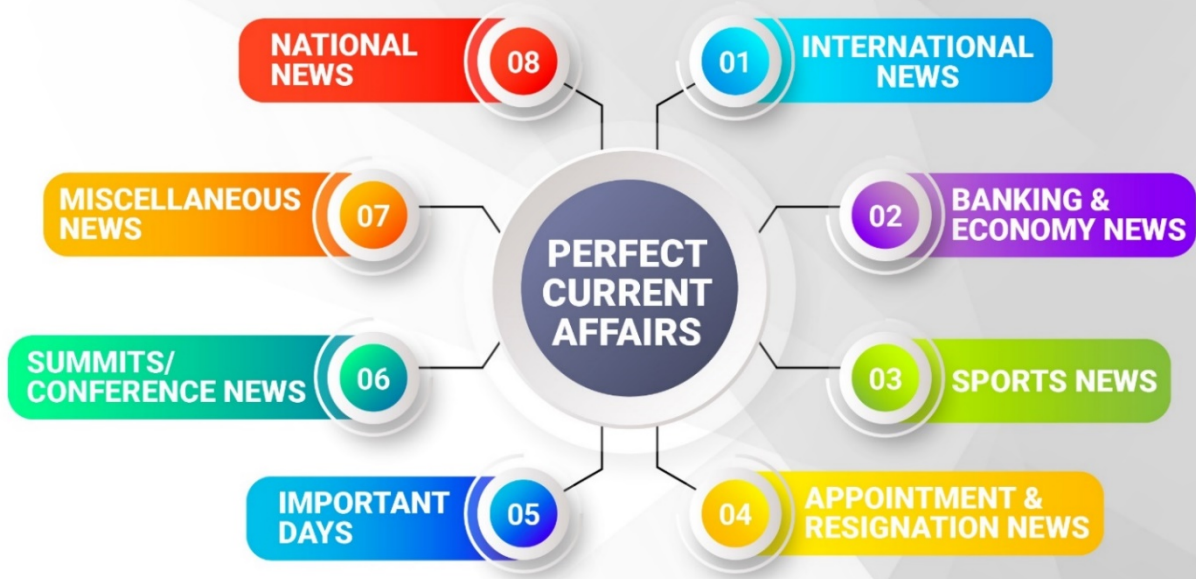 PERFECT
CURRENT
AFFAIRS
01
INTERNATIONAL
NEWS
02
BANKING &
ECONOMY NEWS
03
SPORTS NEWS
04
APPOINTMENT &
RESIGNATION NEWS
05
IMPORTANT
DAYS
06
SUMMITS/
CONFERENCE NEWS
07
MISCELLANEOUS
NEWS
08
NATIONAL
NEWS